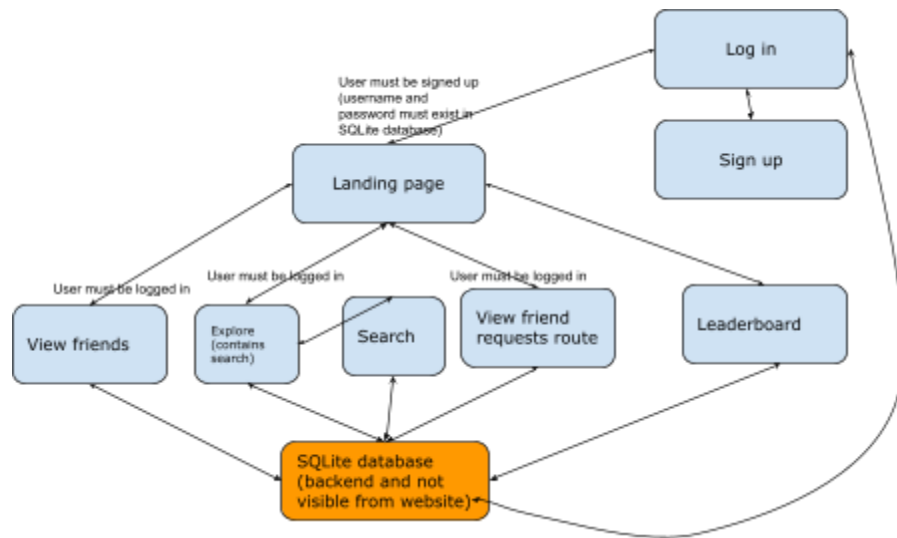 Log in
User must be signed up
(username and
password must exist in
SQLite database)
Sign up
Landing page
User must be logged in
User must be logged in
User must be logged in
View friends
Explore
(contains
search)
Search
View friend
requests route
Leaderboard
SQLite database
(backend and not
visible from website)